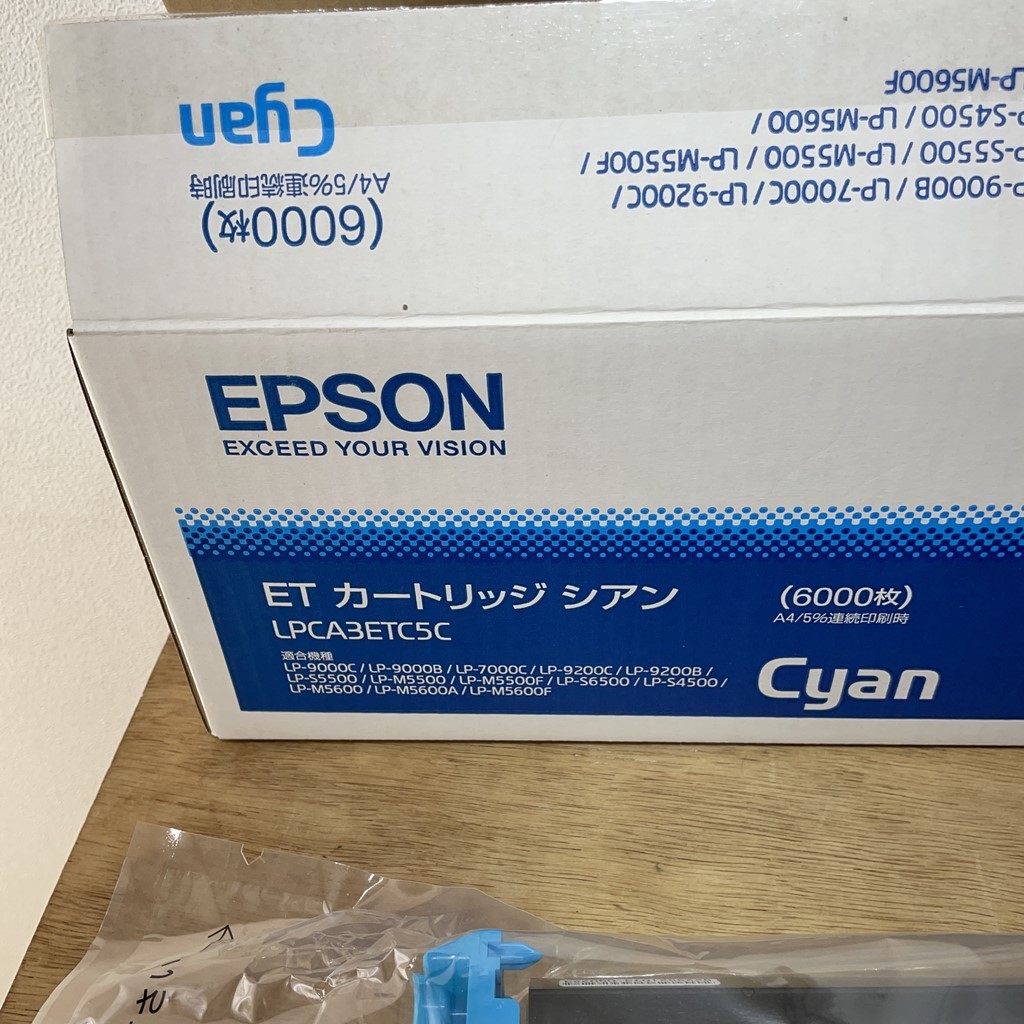 Cyan
A4/5%連続印刷時
(6000枚)
LP-M5600F
LP-S4500 / LP-M5600 /
LP-S5500 / LP-M5500 / LP-M5500F /
LP-9000B / LP-7000C / LP-9200C /
EPSON
EXCEED YOUR VISION
ET カートリッジ シアン
LPCA3ETC5C
適合機種
LP-9000C / LP-9000B / LP-7000C / LP-9200C / LP-9200B /
LP-S5500 / LP-M5500 / LP-M5500F / LP-S6500 / LP-S4500 /
LP-M5600 / LP-M5600A / LP-M5600F
(6000枚)
A4/5%連続印刷時
Cyan